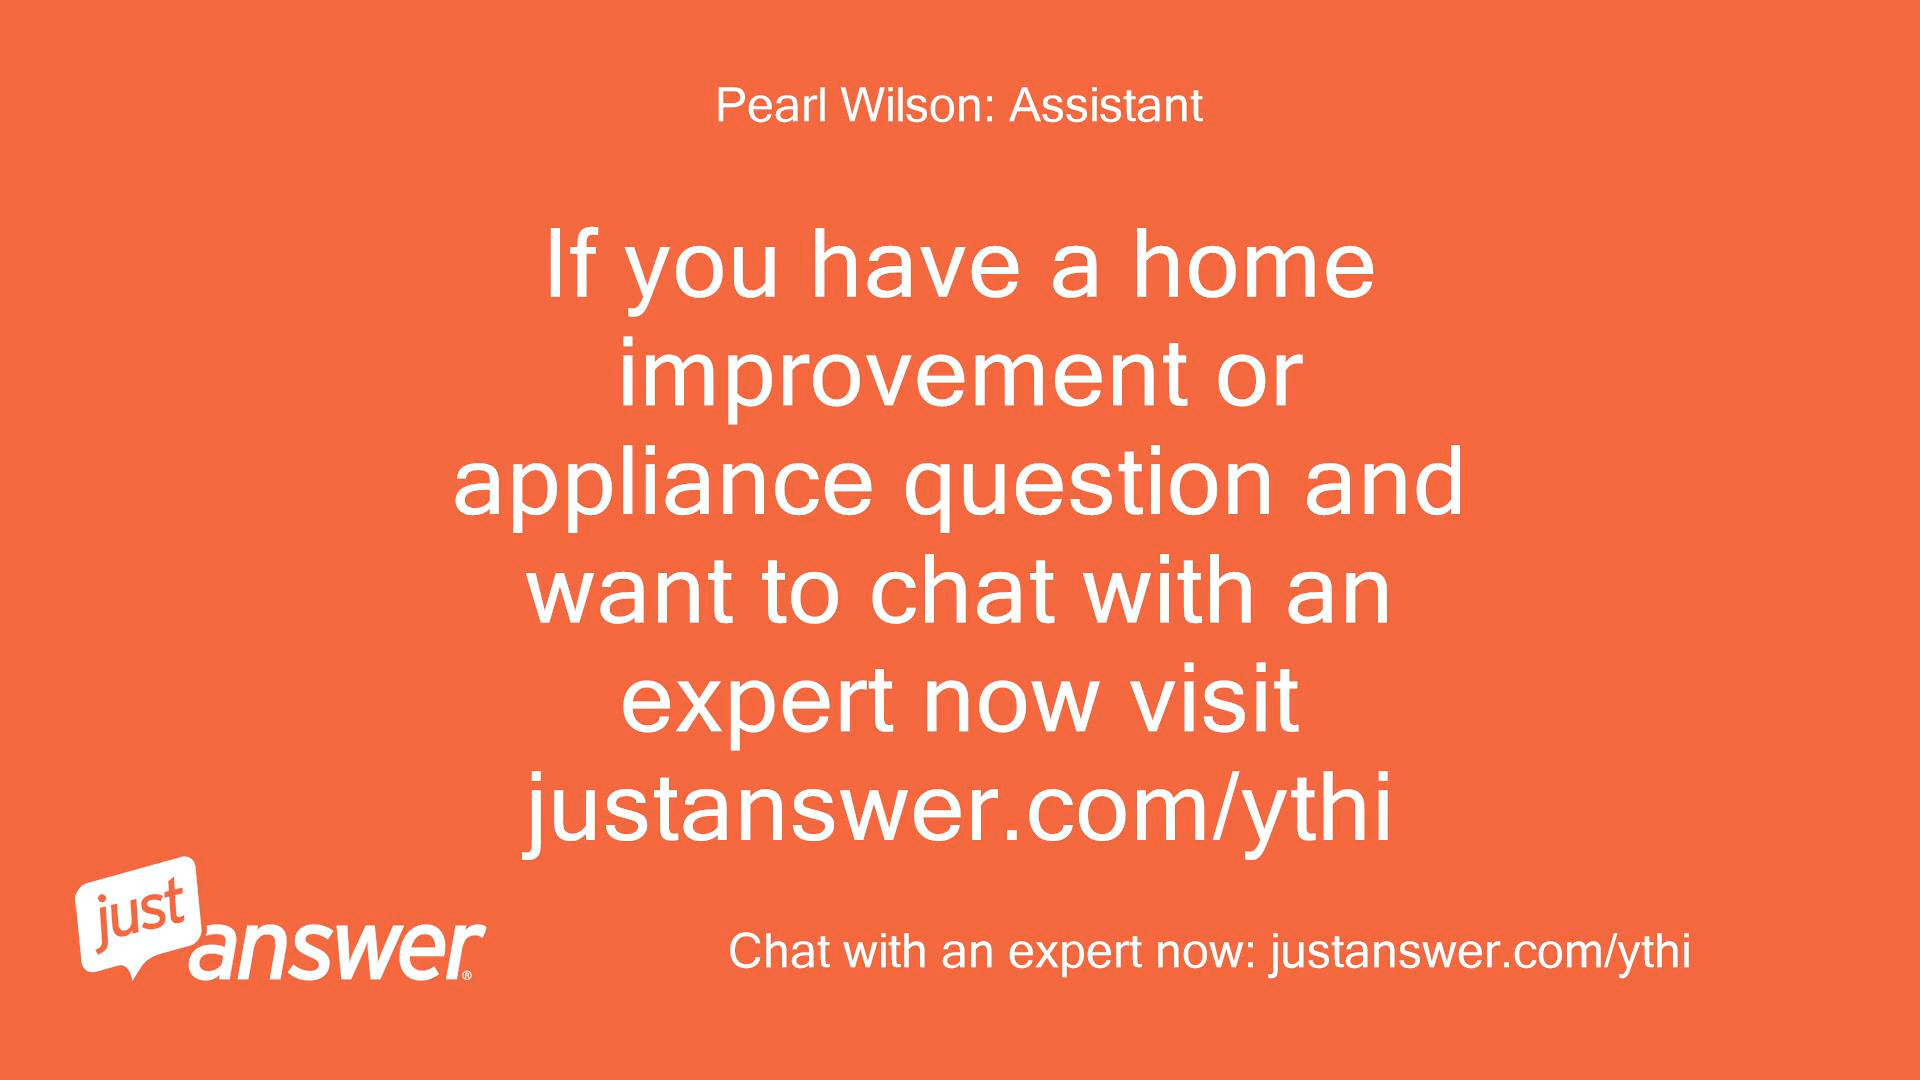 Pearl Wilson: Assistant
If you have a home
improvement or
appliance question and
want to chat with an
expert now visit
justanswer.com/ythi
just
answer®
Chat with an expert now: justanswer.com/ythi